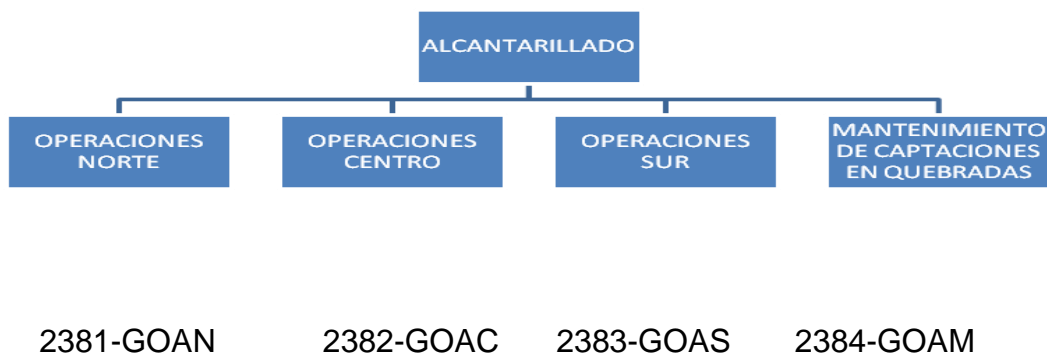 ALCANTARILLADO
OPERACIONES
NORTE
OPERACIONES
CENTRO
OPERACIONES
SUR
MANTENIMIENTO
DE CAPTACIONES
EN QUEBRADAS
2381-GOAN 2382-GOAC 2383-GOAS 2384-GOAM